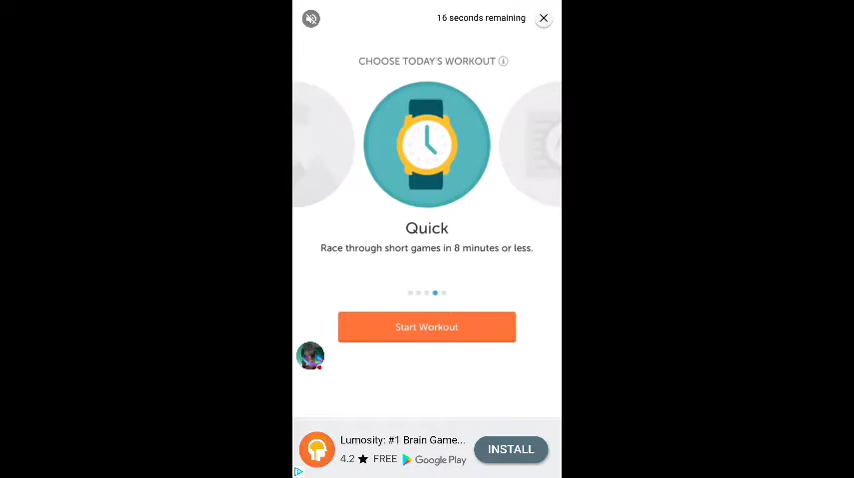 16 seconds remaining
CHOOSE TODAY'S WORKOUT
Quick
Race through short games in 8 minutes or less.
Start Workout
Lumosity: #1 Brain Game...
4.2 ★ FREE Google Play
INSTALL